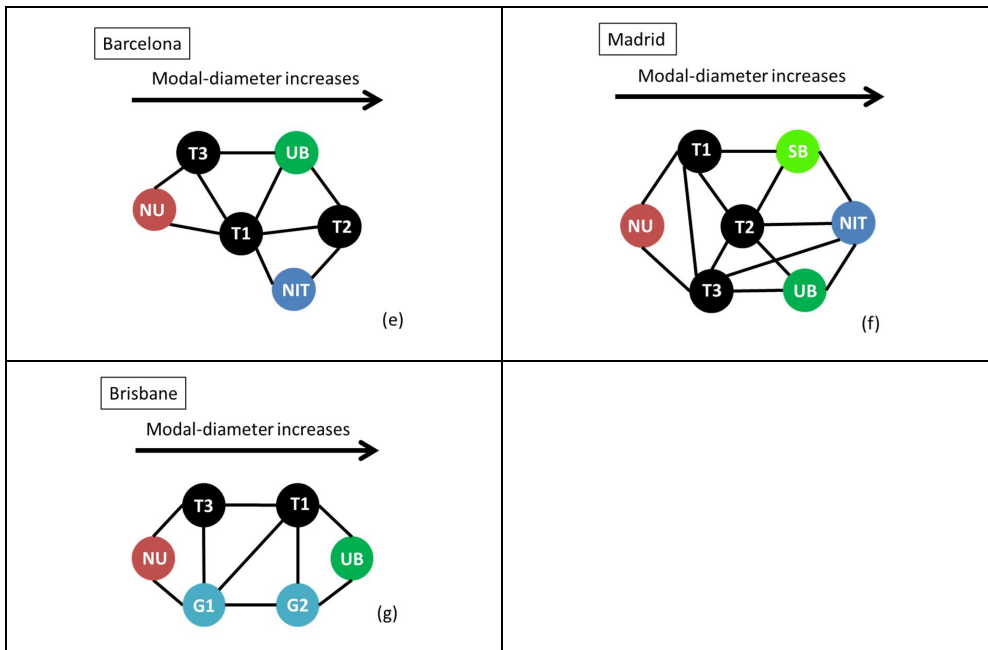 Barcelona
Modal-diameter increases
T3
UB
NU
T1
T2
NIT
(e)
Madrid
Modal-diameter increases
T1
SB
NU
T2
NIT
T3
UB
(f)
Brisbane
Modal-diameter increases
T3
T1
NU
UB
G1
G2
(g)